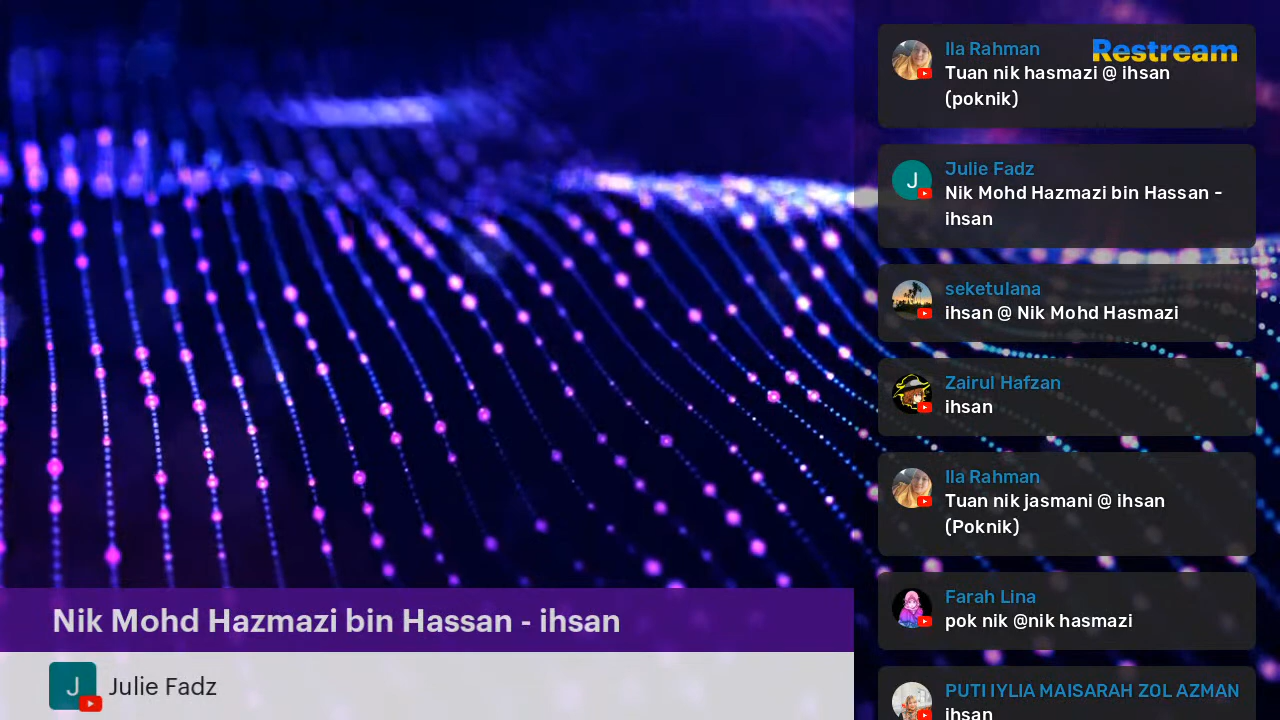 Restream
Ila Rahman
Tuan nik hasmazi @ ihsan
(poknik)
J
Julie Fadz
Nik Mohd Hazmazi bin Hassan -
ihsan
seketulana
ihsan @ Nik Mohd Hasmazi
Zairul Hafzan
ihsan
Ila Rahman
Tuan nik jasmani @ ihsan
(Poknik)
Farah Lina
pok nik @nik hasmazi
PUTI IYLIA MAISARAH ZOL AZMAN
ihsan
Nik Mohd Hazmazi bin Hassan - ihsan
J
Julie Fadz